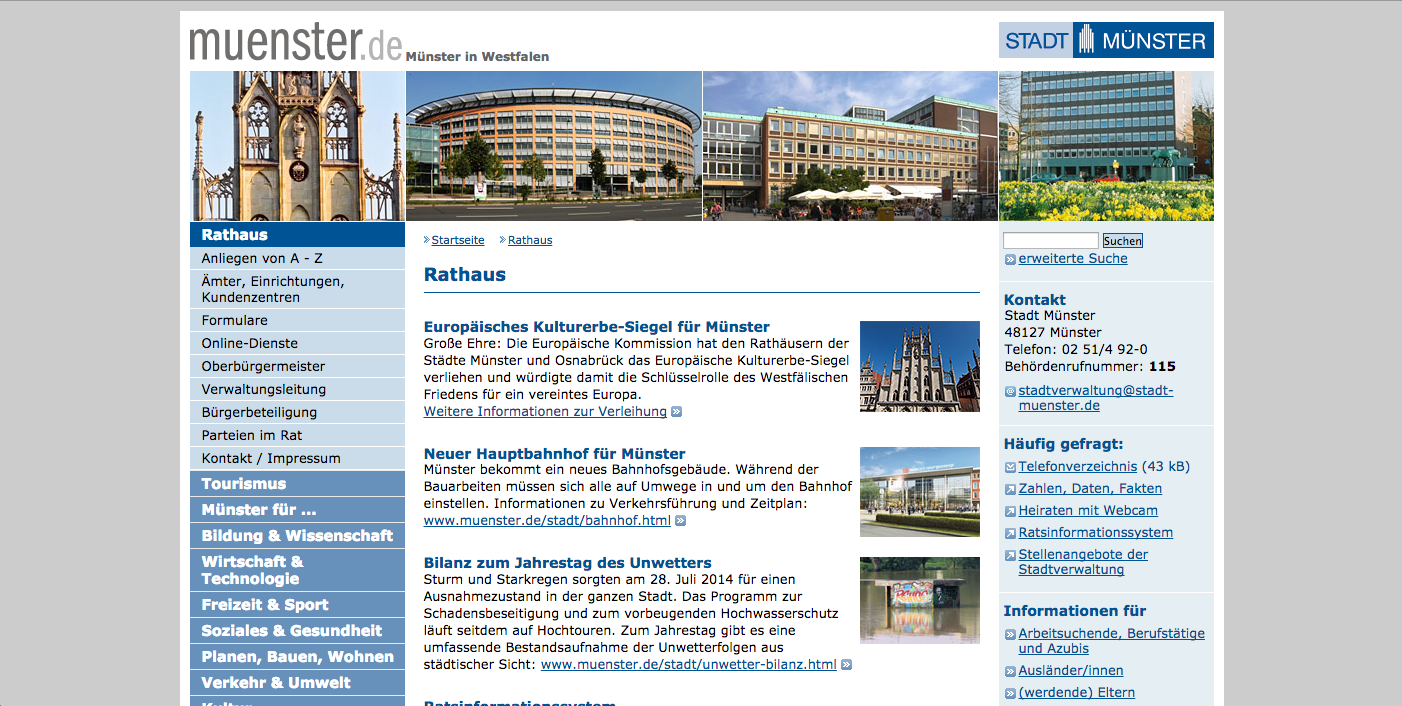 muenster.de Münster in Westfalen
STADT MÜNSTER
Rathaus
Anliegen von A - Z
Ämter, Einrichtungen,
Kundenzentren
Formulare
Online-Dienste
Oberbürgermeister
Verwaltungsleitung
Bürgerbeteiligung
Parteien im Rat
Kontakt / Impressum
Tourismus
Münster für ...
Bildung & Wissenschaft
Wirtschaft &
Technologie
Freizeit & Sport
Soziales & Gesundheit
Planen, Bauen, Wohnen
Verkehr & Umwelt
Kultur
Startseite Rathaus
Rathaus
Europäisches Kulturerbe-Siegel für Münster
Große Ehre: Die Europäische Kommission hat den Rathäusern der
Städte Münster und Osnabrück das Europäische Kulturerbe-Siegel
verliehen und würdigte damit die Schlüsselrolle des Westfälischen
Friedens für ein vereintes Europa.
Weitere Informationen zur Verleihung
Neuer Hauptbahnhof für Münster
Münster bekommt ein neues Bahnhofsgebäude. Während der
Bauarbeiten müssen sich alle auf Umwege in und um den Bahnhof
einstellen. Informationen zu Verkehrsführung und Zeitplan:
www.muenster.de/stadt/bahnhof.html
Bilanz zum Jahrestag des Unwetters
Sturm und Starkregen sorgten am 28. Juli 2014 für einen
Ausnahmezustand in der ganzen Stadt. Das Programm zur
Schadensbeseitigung und zum vorbeugenden Hochwasserschutz
läuft seitdem auf Hochtouren. Zum Jahrestag gibt es eine
umfassende Bestandsaufnahme der Unwetterfolgen aus
städtischer Sicht: www.muenster.de/stadt/unwetter-bilanz.html
Ratsinformationssystem
Suchen
erweiterte Suche
Kontakt
Stadt Münster
48127 Münster
Telefon: 02 51/4 92-0
Behördenrufnummer: 115
stadtverwaltung@stadt-
muenster.de
Häufig gefragt:
Telefonverzeichnis (43 kB)
Zahlen, Daten, Fakten
Heiraten mit Webcam
Ratsinformationssystem
Stellenangebote der
Stadtverwaltung
Informationen für
Arbeitsuchende, Berufstätige
und Azubis
Ausländer/innen
(werdende) Eltern